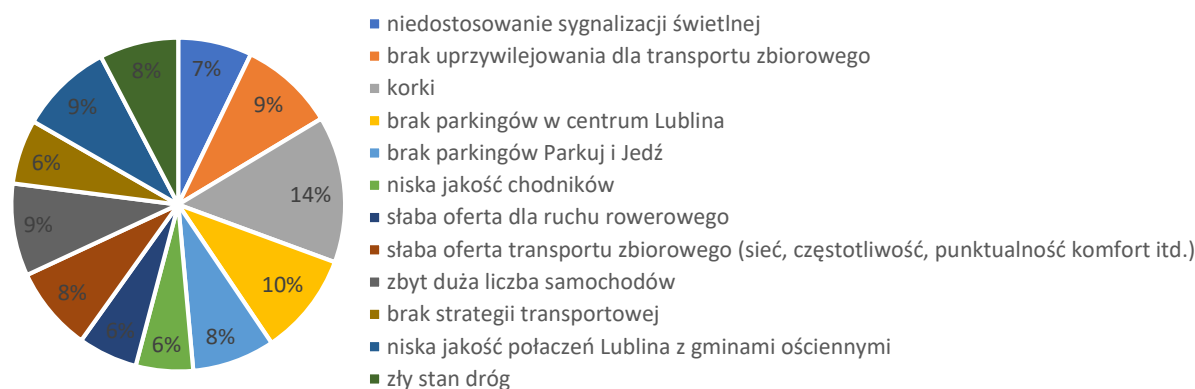 niedostosowanie sygnalizacji świetlnej
brak uprzywilejowania dla transportu zbiorowego
korki
brak parkingów w centrum Lublina
brak parkingów Parkuj i Jedź
niska jakość chodników
słaba oferta dla ruchu rowerowego
słaba oferta transportu zbiorowego (sieć, częstotliwość, punktualność komfort itd.)
zbyt duża liczba samochodów
brak strategii transportowej
niska jakość połaczeń Lublina z gminami ościennymi
zły stan dróg
7%
9%
14%
10%
8%
6%
6%
8%
9%
6%
9%
8%